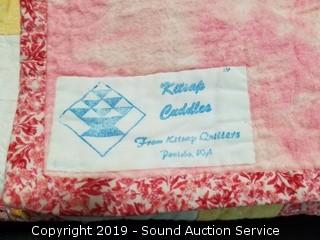 Kitsap
Cuddles
From Kitsap Quilters
Poulsbo, WA
Copyright 2019 - Sound Auction Service